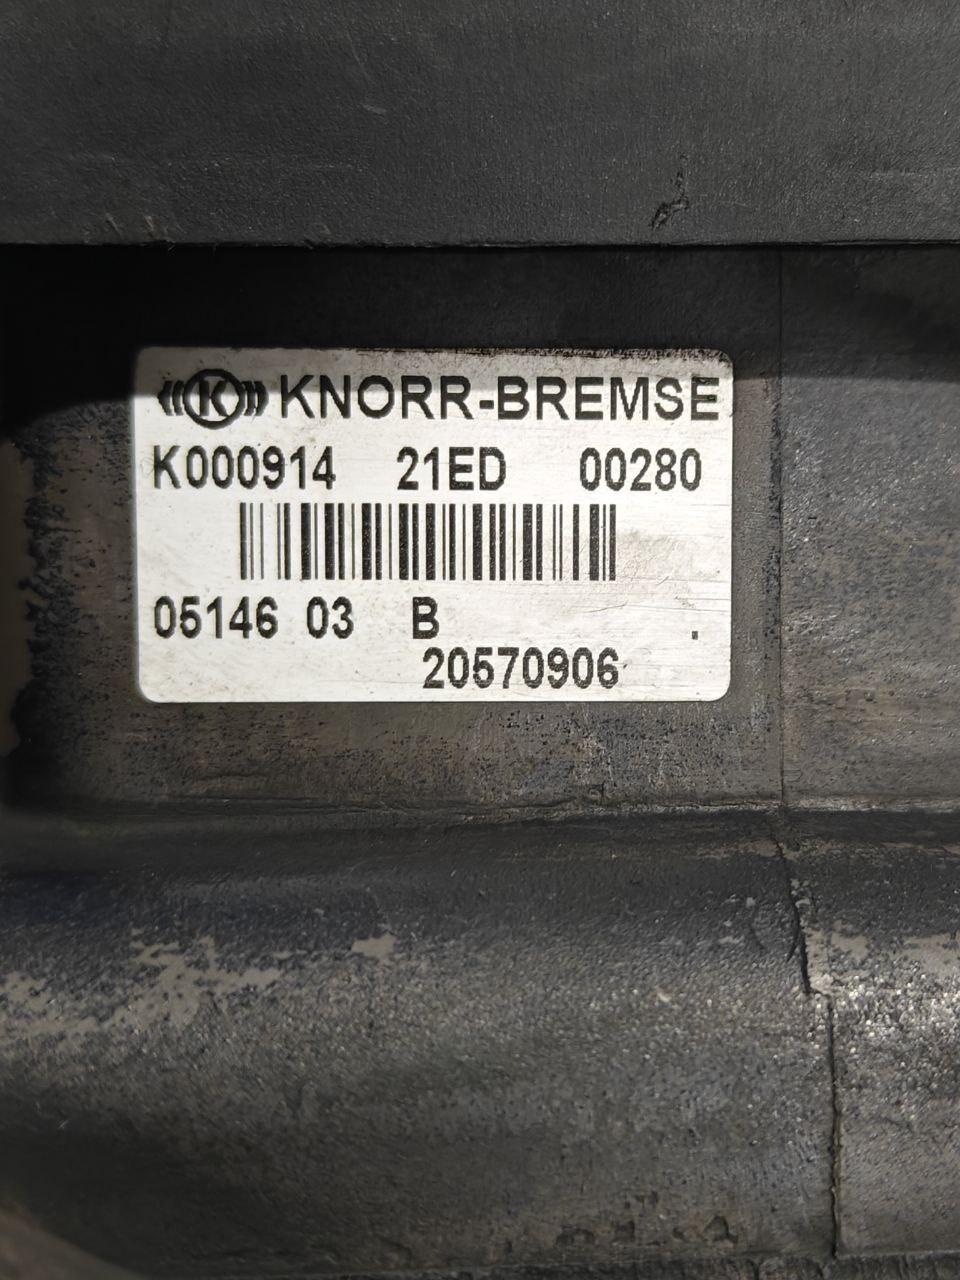 K KNORR-BREMSE
K000914 21ED 00280
05146 03 B
20570906